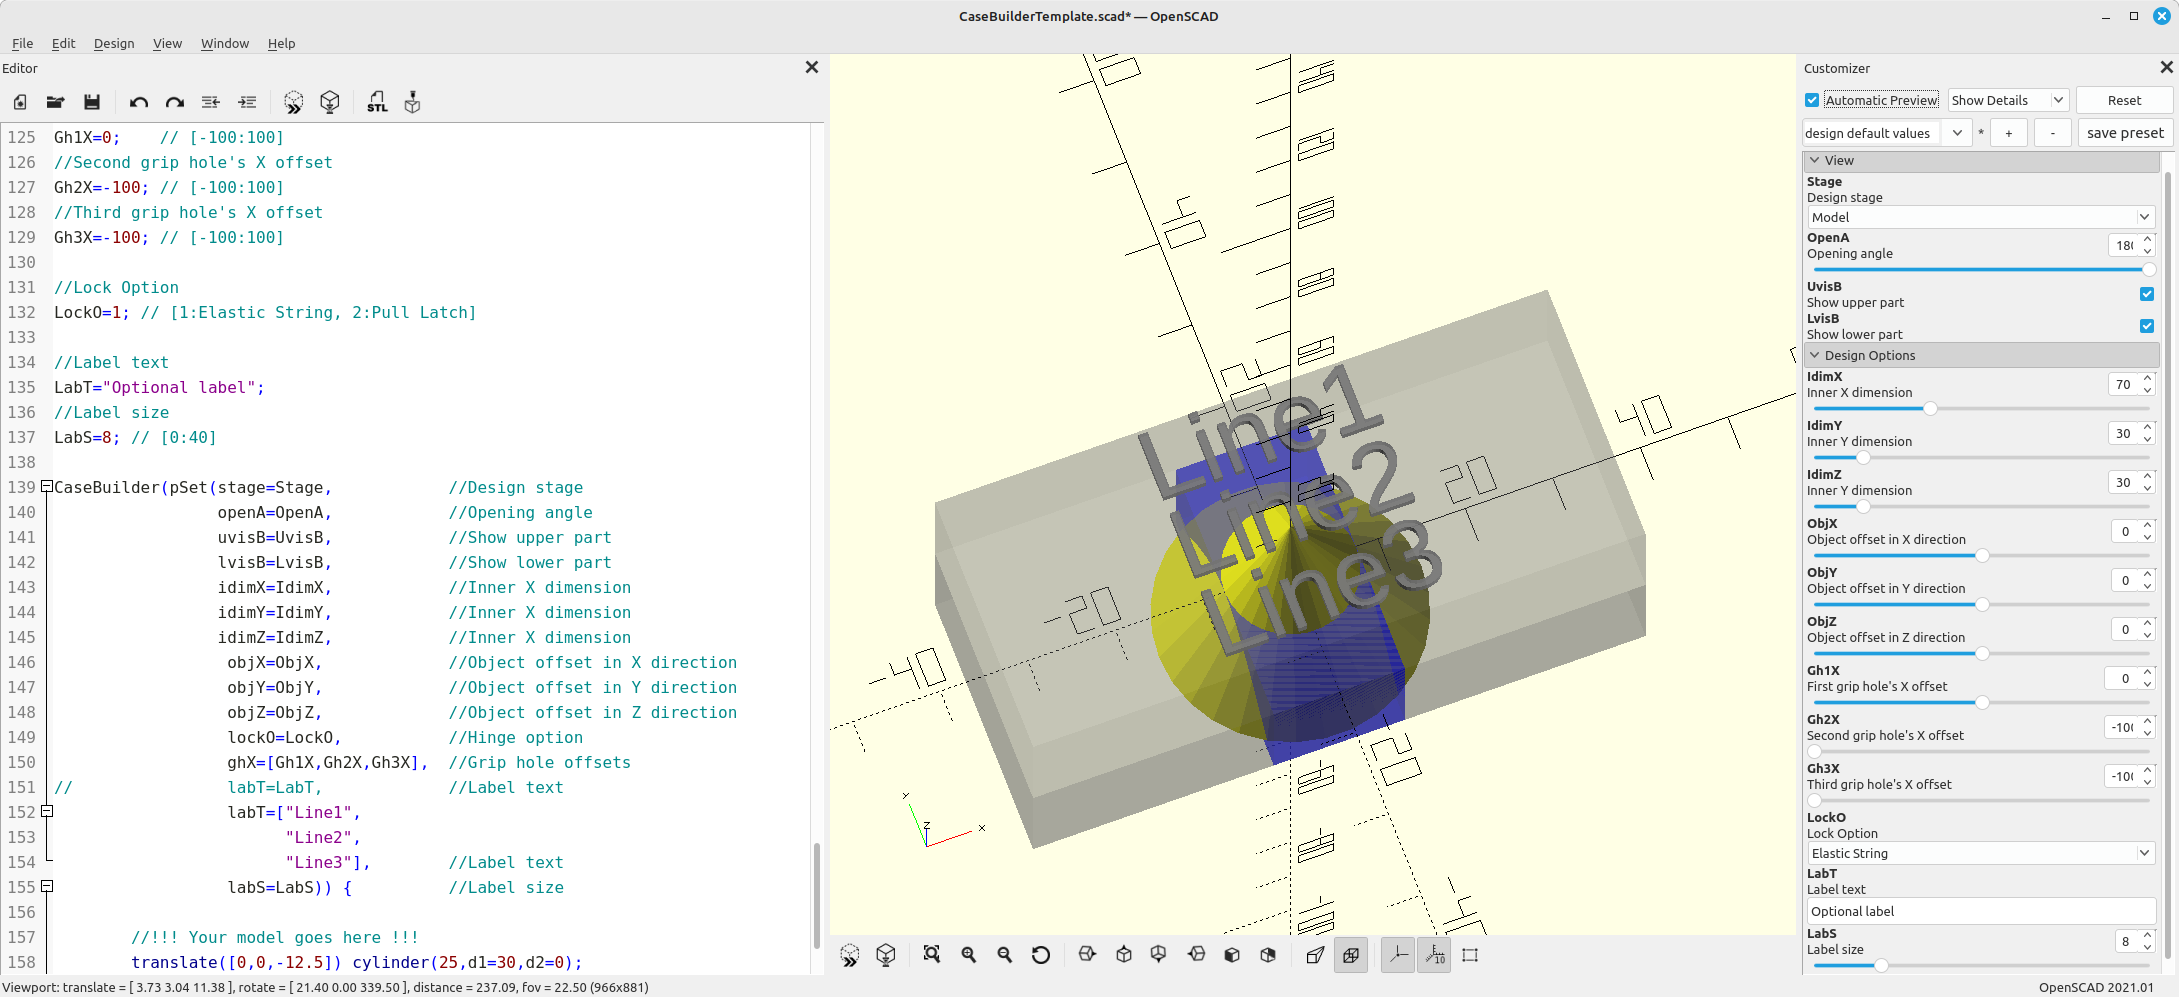 CaseBuilderTemplate.scad* — OpenSCAD
File Edit Design View Window Help
Editor
STL
125 Gh1X=0;    // [-100:100]
126 //Second grip hole's X offset
127 Gh2X=-100; // [-100:100]
128 //Third grip hole's X offset
129 Gh3X=-100; // [-100:100]
130
131 //Lock Option
132 LockO=1; // [1:Elastic String, 2:Pull Latch]
133
134 //Label text
135 LabT="Optional label";
136 //Label size
137 LabS=8; // [0:40]
138
139 CaseBuilder(pSet(stage=Stage,            //Design stage
140                  openA=OpenA,            //Opening angle
141                  uvisB=UvisB,            //Show upper part
142                  lvisB=LvisB,            //Show lower part
143                  idimX=IdimX,            //Inner X dimension
144                  idimY=IdimY,            //Inner X dimension
145                  idimZ=IdimZ,            //Inner X dimension
146                   objX=ObjX,             //Object offset in X direction
147                   objY=ObjY,             //Object offset in Y direction
148                   objZ=ObjZ,             //Object offset in Z direction
149                   lockO=LockO,           //Hinge option
150                   ghX=[Gh1X,Gh2X,Gh3X],  //Grip hole offsets
151 //                labT=LabT,             //Label text
152                   labT=["Line1",
153                         "Line2",
154                         "Line3"],        //Label text
155                   labS=LabS)) {          //Label size
156
157         //!!! Your model goes here !!!
158         translate([0,0,-12.5]) cylinder(25,d1=30,d2=0);
Line1
Line2
Line3
20
40
-20
-40
Y
Z
X
10
Customizer
Automatic Preview Show Details Reset
design default values * + - save preset
View
Stage
Design stage
Model
OpenA
Opening angle
UvisB
Show upper part
LvisB
Show lower part
Design Options
IdimX
Inner X dimension 70
IdimY
Inner Y dimension 30
IdimZ
Inner Y dimension 30
ObjX
Object offset in X direction 0
ObjY
Object offset in Y direction 0
ObjZ
Object offset in Z direction 0
Gh1X
First grip hole's X offset 0
Gh2X
Second grip hole's X offset
Gh3X
Third grip hole's X offset
LockO
Lock Option
Elastic String
LabT
Label text
Optional label
LabS
Label size 8
Viewport: translate = [ 3.73 3.04 11.38 ], rotate = [ 21.40 0.00 339.50 ], distance = 237.09, fov = 22.50 (966x881)
OpenSCAD 2021.01